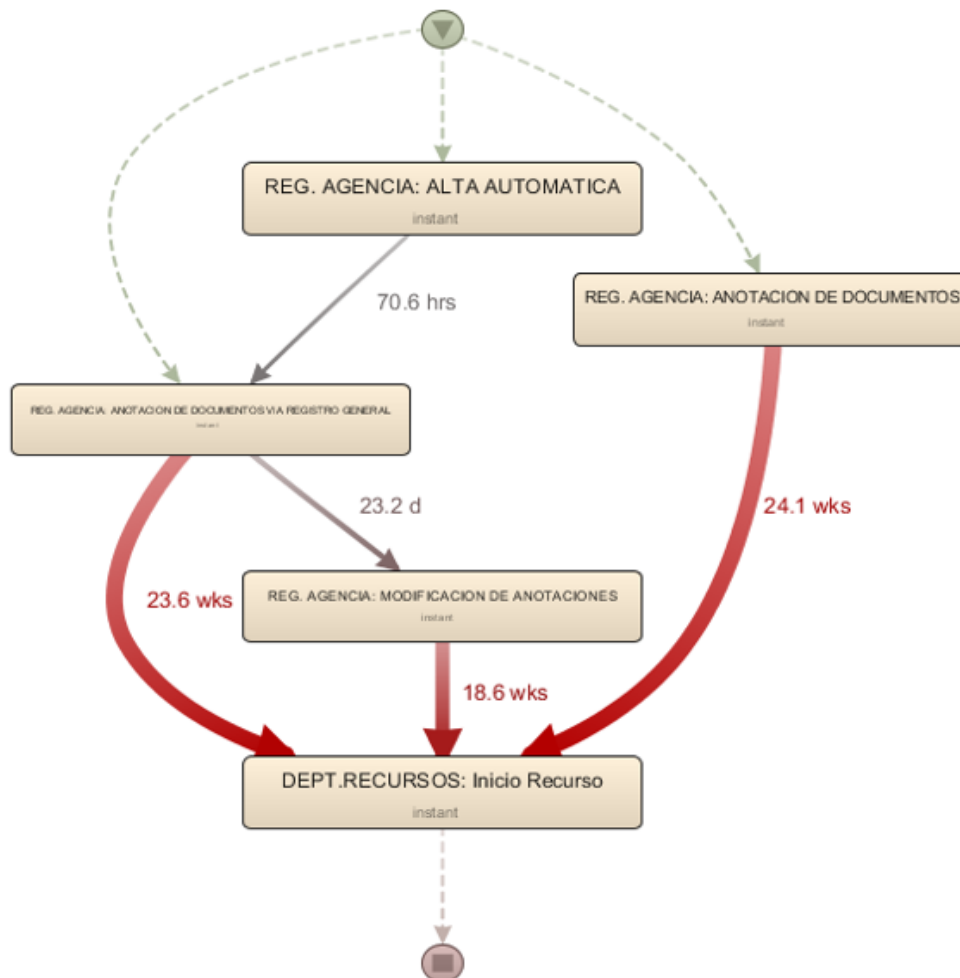 REG. AGENCIA: ALTA AUTOMATICA
instant
70.6 hrs
REG. AGENCIA: ANOTACION DE DOCUMENTOS
instant
REG. AGENCIA: ANOTACION DE DOCUMENTOS VIA REGISTRO GENERAL
instant
23.2 d
24.1 wks
23.6 wks
REG. AGENCIA: MODIFICACION DE ANOTACIONES
instant
18.6 wks
DEPT.RECURSOS: Inicio Recurso
instant